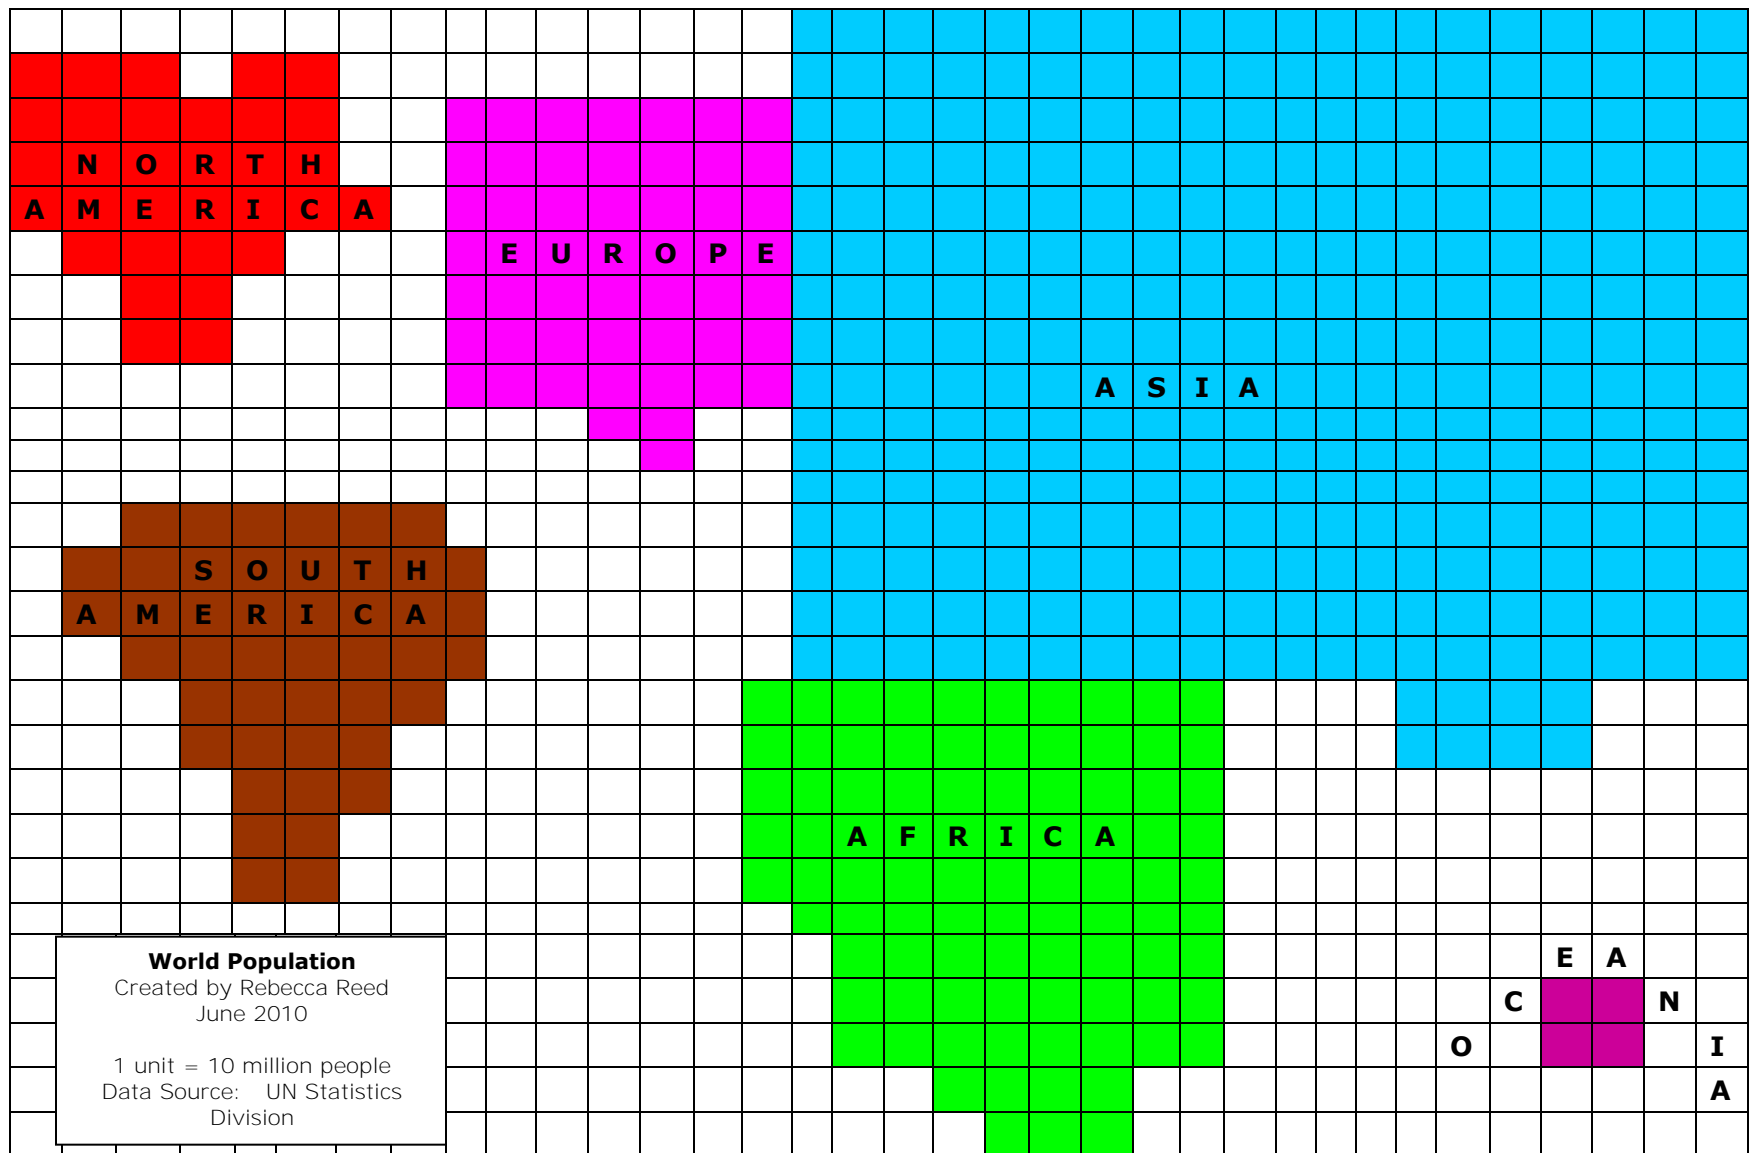 N O R T H
A M E R I C A
E U R O P E
A S I A
S O U T H
A M E R I C A
A F R I C A
O C E A N I A
World Population
Created by Rebecca Reed
June 2010
1 unit = 10 million people
Data Source: UN Statistics
Division